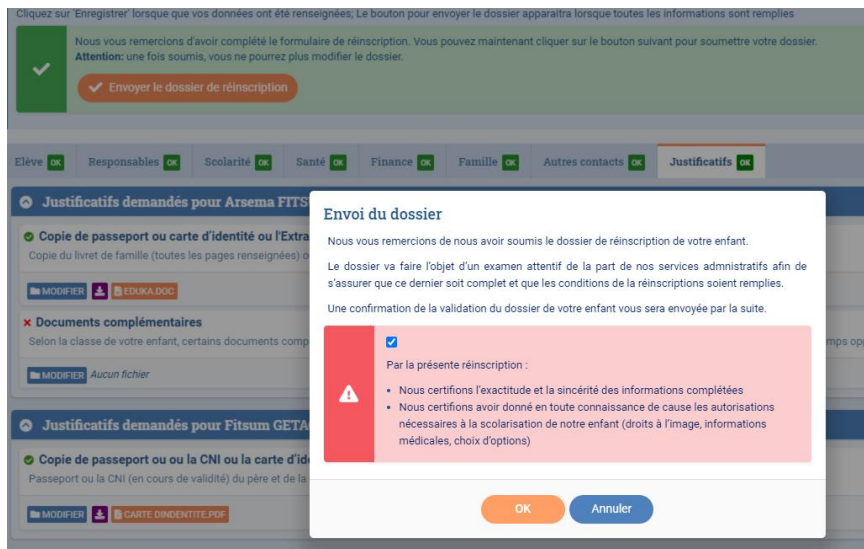 Cliquez sur 'Enregistrer' lorsque que vos données ont été renseignées; Le bouton pour envoyer le dossier apparaitra lorsque toutes les informations sont remplies
Nous vous remercions d'avoir complété le formulaire de réinscription. Vous pouvez maintenant cliquer sur le bouton suivant pour soumettre votre dossier.
Attention: une fois soumis, vous ne pourrez plus modifier le dossier.
Envoyer le dossier de réinscription
Elève OK Responsables OK Scolarité OK Santé OK Finance OK Famille OK Autres contacts OK Justificatifs OK
Justificatifs demandés pour Arsema FITSU
Copie de passeport ou carte d'identité ou l'Extra
Copie du livret de famille (toutes les pages renseignées) o
MODIFIER EDUKA.DOC
Documents complémentaires
Selon la classe de votre enfant, certains documents comp
mps opp
MODIFIER Aucun fichier
Justificatifs demandés pour Fitsum GETA
Copie de passeport ou ou la CNI ou la carte d'ide
Passeport ou la CNI (en cours de validité) du père et de la
MODIFIER CARTE DINDENTITE.PDF
Envoi du dossier
Nous vous remercions de nous avoir soumis le dossier de réinscription de votre enfant.
Le dossier va faire l'objet d'un examen attentif de la part de nos services admnistratifs afin de
s'assurer que ce dernier soit complet et que les conditions de la réinscriptions soient remplies.
Une confirmation de la validation du dossier de votre enfant vous sera envoyée par la suite.
Par la présente réinscription :
• Nous certifions l'exactitude et la sincérité des informations complétées
• Nous certifions avoir donné en toute connaissance de cause les autorisations
nécessaires à la scolarisation de notre enfant (droits à l'image, informations
médicales, choix d'options)
OK Annuler